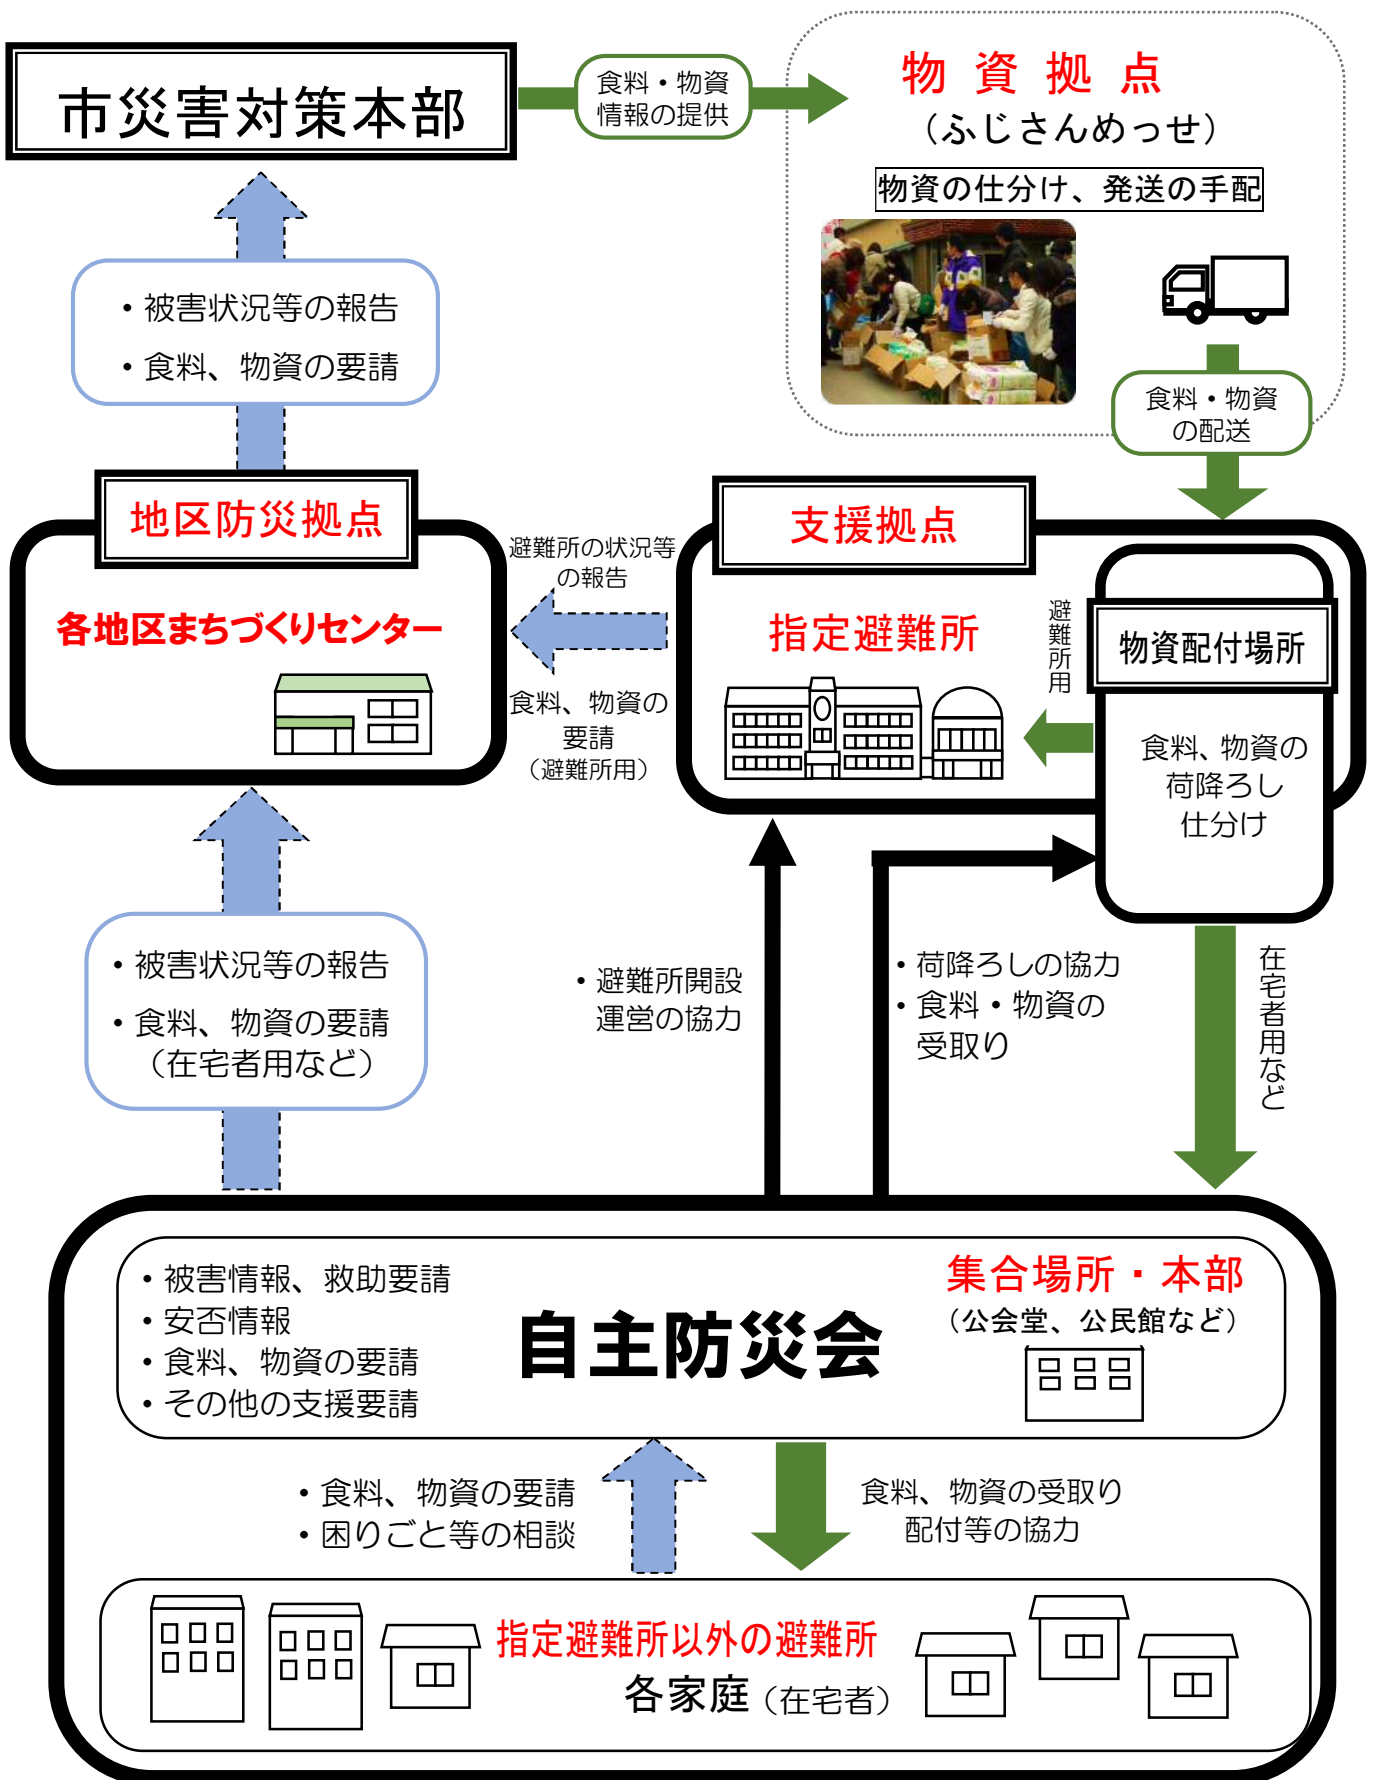 市災害対策本部
食料・物資
情報の提供
物資拠点
（ふじさんめっせ）
物資の仕分け、発送の手配
・被害状況等の報告
・食料、物資の要請
食料・物資
の配送
地区防災拠点
各地区まちづくりセンター
避難所の状況等
の報告
食料、物資の
要請
（避難所用）
支援拠点
指定避難所
避難所用
物資配付場所
食料、物資の
荷降ろし
仕分け
・被害状況等の報告
・食料、物資の要請
（在宅者用など）
・避難所開設
運営の協力
・荷降ろしの協力
・食料・物資の
受取り
在宅者用など
・被害情報、救助要請
・安否情報
・食料、物資の要請
・その他の支援要請
自主防災会
集合場所・本部
（公会堂、公民館など）
・食料、物資の要請
・困りごと等の相談
食料、物資の受取り
配付等の協力
指定避難所以外の避難所
各家庭（在宅者）